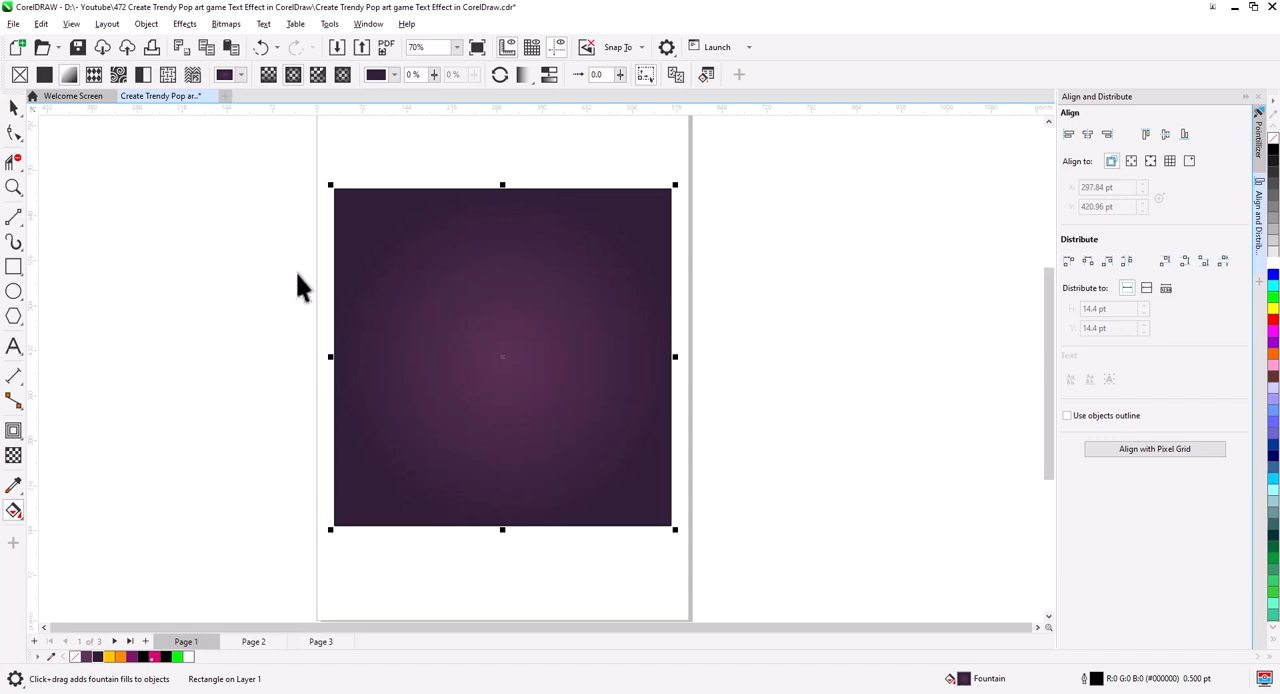 CorelDRAW - D:\- Youtube\472 Create Trendy Pop art game Text Effect in CorelDraw\Create Trendy Pop art game Text Effect in CorelDraw.cdr*
File Edit View Layout Object Effects Bitmaps Text Table Tools Window Help
PDF 70% Snap To Launch
0 % 0 % 0.0
Welcome Screen Create Trendy Pop ar...*
Align and Distribute
Align
Align to:
X: 297.84 pt
Y: 420.96 pt
Distribute
Distribute to:
H: 14.4 pt
V: 14.4 pt
Text
Use objects outline
Align with Pixel Grid
Pointillizer
Align and Distrib...
1 of 3 Page 1 Page 2 Page 3
Click+drag adds fountain fills to objects Rectangle on Layer 1 Fountain R:0 G:0 B:0 (#000000) 0.500 pt